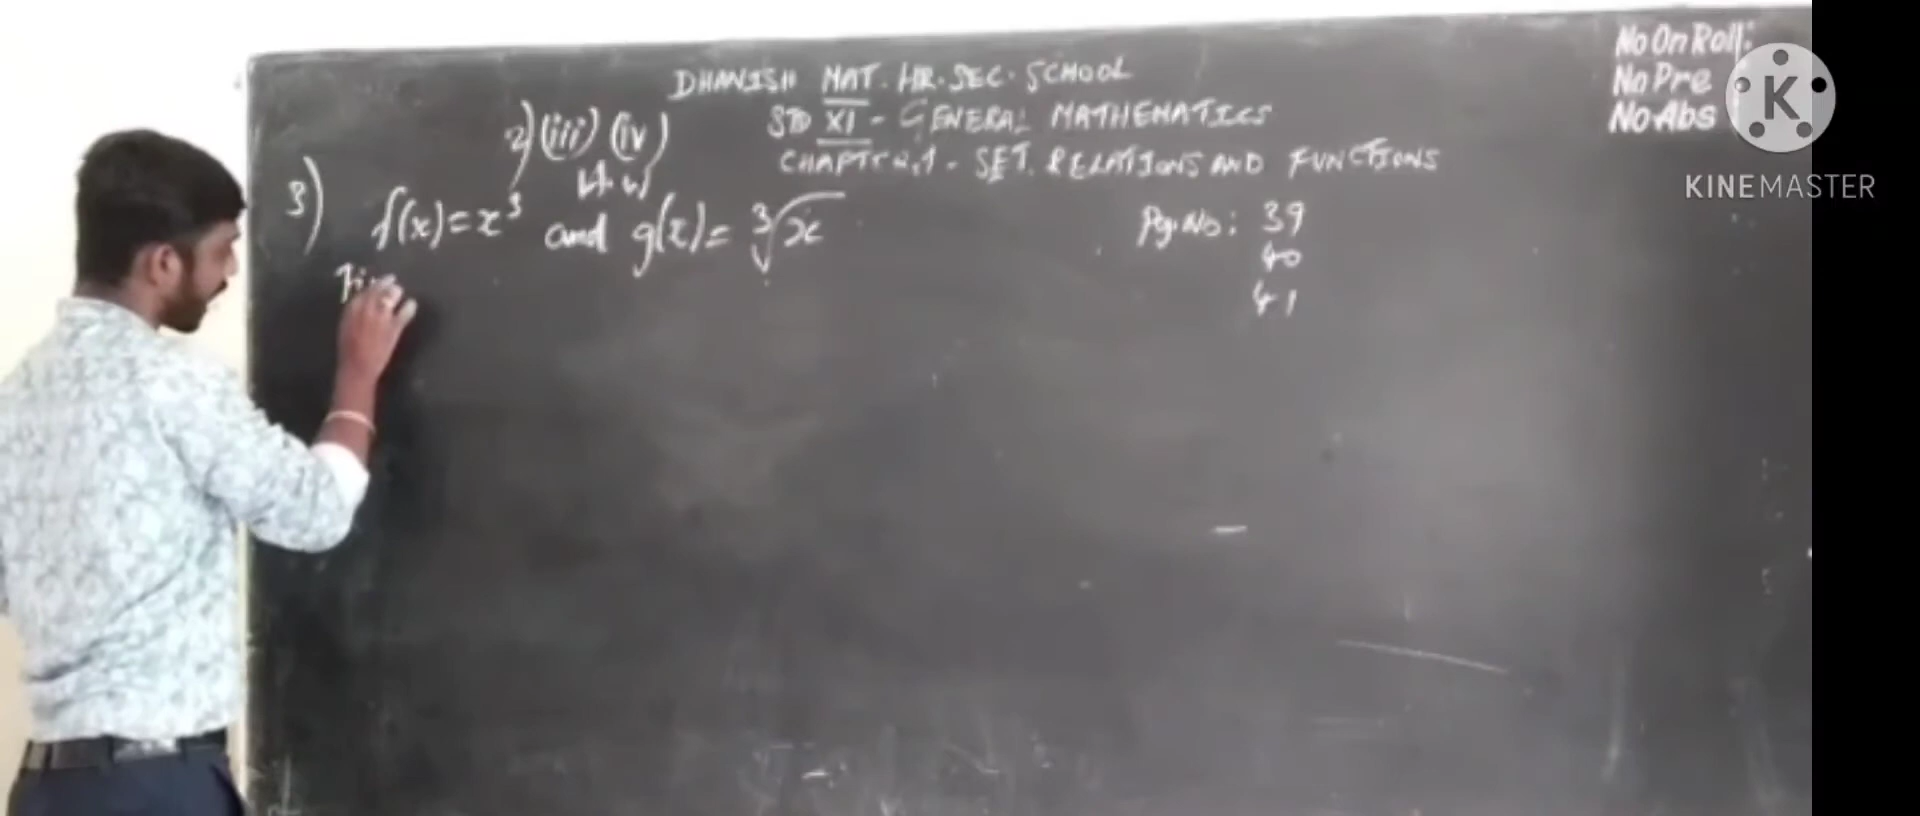 DHANISH MAT. HR. SEC. SCHOOL
STD XI - GENERAL MATHEMATICS
CHAPTER.1 - SET, RELATIONS AND FUNCTIONS
2) (iii) (iv)
H.W
3) f(x) = x³ and g(x) = ∛x
Pg.No: 39
40
41
No On Roll:
No Pre
No Abs
K
KINEMASTER